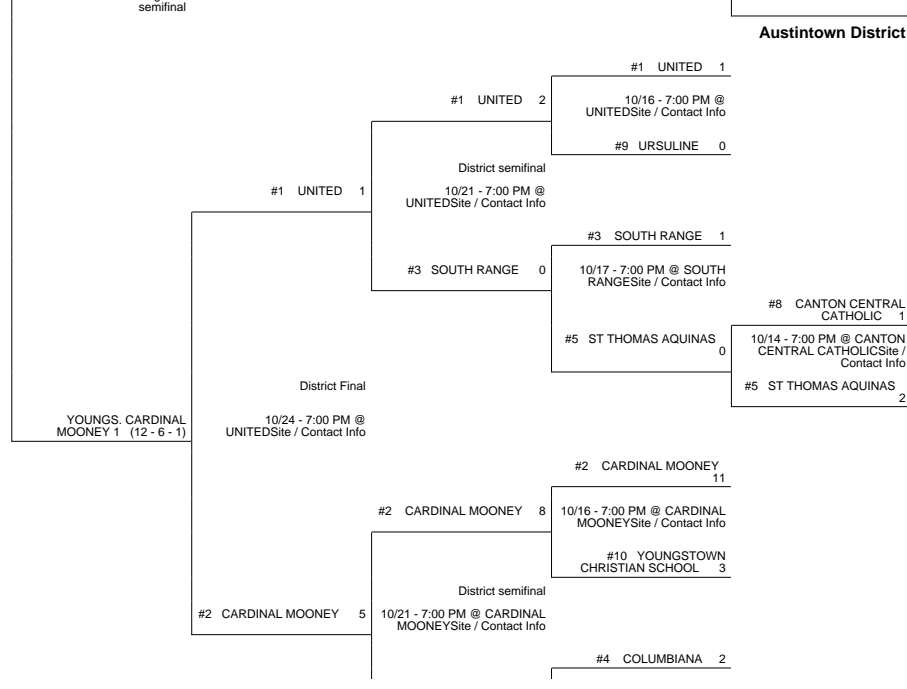 semifinal
Austintown District
#1 UNITED 1
#1 UNITED 2
10/16 - 7:00 PM @
UNITEDSite / Contact Info
#9 URSULINE 0
District semifinal
#1 UNITED 1
10/21 - 7:00 PM @
UNITEDSite / Contact Info
#3 SOUTH RANGE 1
#3 SOUTH RANGE 0
10/17 - 7:00 PM @ SOUTH
RANGESite / Contact Info
#8 CANTON CENTRAL
CATHOLIC 1
#5 ST THOMAS AQUINAS
0
10/14 - 7:00 PM @ CANTON
CENTRAL CATHOLICSite /
Contact Info
#5 ST THOMAS AQUINAS
2
District Final
YOUNGS. CARDINAL
MOONEY 1 (12 - 6 - 1)
10/24 - 7:00 PM @
UNITEDSite / Contact Info
#2 CARDINAL MOONEY
11
#2 CARDINAL MOONEY 8
10/16 - 7:00 PM @ CARDINAL
MOONEYSite / Contact Info
#10 YOUNGSTOWN
CHRISTIAN SCHOOL 3
District semifinal
#2 CARDINAL MOONEY 5
10/21 - 7:00 PM @ CARDINAL
MOONEYSite / Contact Info
#4 COLUMBIANA 2